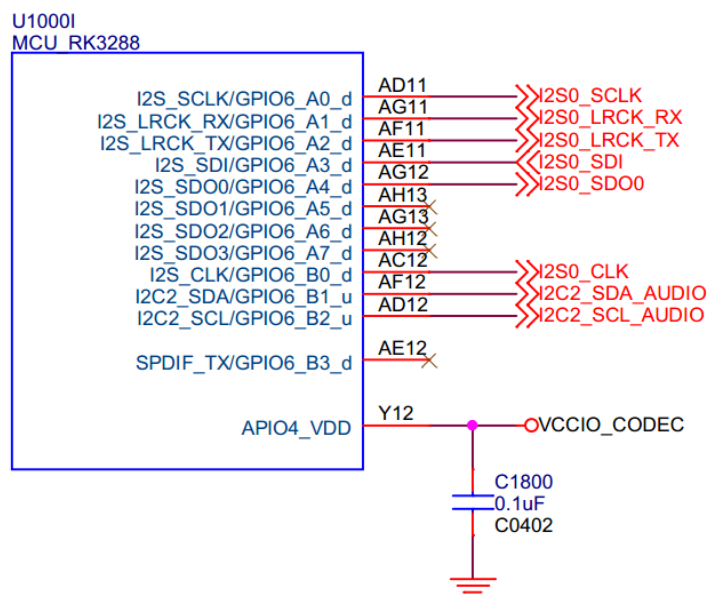 U1000I
MCU_RK3288
I2S_SCLK/GPIO6_A0_d AD11 I2S0_SCLK
I2S_LRCK_RX/GPIO6_A1_d AG11 I2S0_LRCK_RX
I2S_LRCK_TX/GPIO6_A2_d AF11 I2S0_LRCK_TX
I2S_SDI/GPIO6_A3_d AE11 I2S0_SDI
I2S_SDO0/GPIO6_A4_d AG12 I2S0_SDO0
I2S_SDO1/GPIO6_A5_d AH13
I2S_SDO2/GPIO6_A6_d AG13
I2S_SDO3/GPIO6_A7_d AH12
I2S_CLK/GPIO6_B0_d AC12 I2S0_CLK
I2C2_SDA/GPIO6_B1_u AF12 I2C2_SDA_AUDIO
I2C2_SCL/GPIO6_B2_u AD12 I2C2_SCL_AUDIO
SPDIF_TX/GPIO6_B3_d AE12
APIO4_VDD Y12 VCCIO_CODEC
C1800
0.1uF
C0402